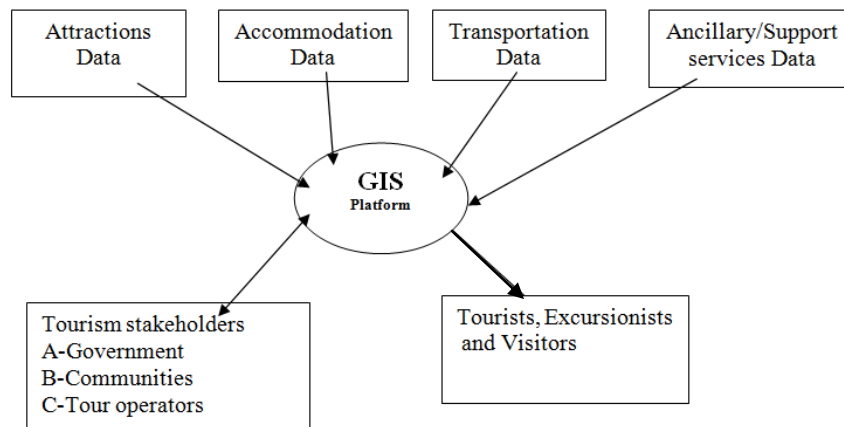 Attractions
Data
Accommodation
Data
Transportation
Data
Ancillary/Support
services Data
GIS
Platform
Tourism stakeholders
A-Government
B-Communities
C-Tour operators
Tourists, Excursionists
and Visitors